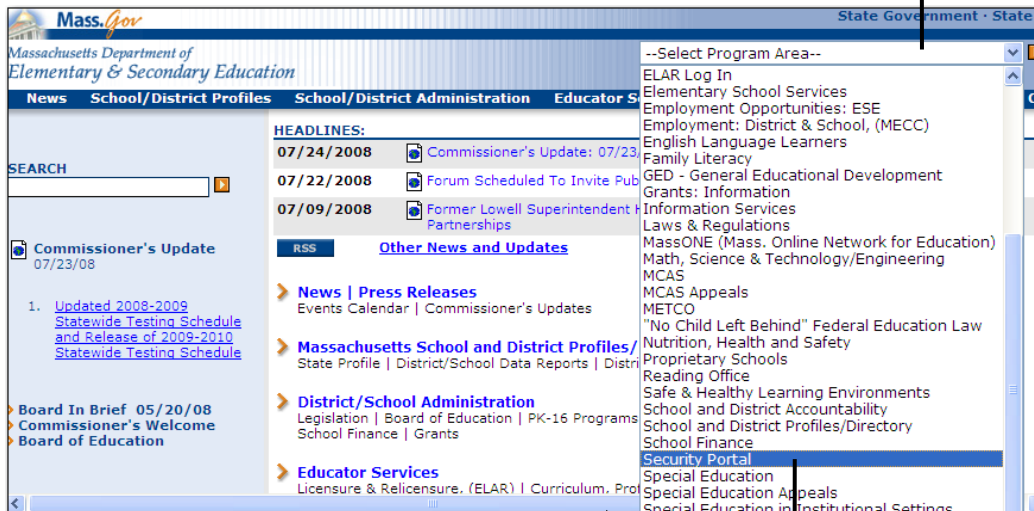 Mass.Gov
State Government · State
Massachusetts Department of
Elementary & Secondary Education
--Select Program Area--
News School/District Profiles School/District Administration Educator S
ELAR Log In
Elementary School Services
Employment Opportunities: ESE
Employment: District & School, (MECC)
English Language Learners
Family Literacy
GED - General Educational Development
Grants: Information
Information Services
Laws & Regulations
MassONE (Mass. Online Network for Education)
Math, Science & Technology/Engineering
MCAS
MCAS Appeals
METCO
"No Child Left Behind" Federal Education Law
Nutrition, Health and Safety
Proprietary Schools
Reading Office
Safe & Healthy Learning Environments
School and District Accountability
School and District Profiles/Directory
School Finance
Security Portal
Special Education
Special Education Appeals
Special Education in Institutional Settings
SEARCH
Commissioner's Update
07/23/08
1. Updated 2008-2009
Statewide Testing Schedule
and Release of 2009-2010
Statewide Testing Schedule
Board In Brief 05/20/08
Commissioner's Welcome
Board of Education
HEADLINES:
07/24/2008 Commissioner's Update: 07/23/
07/22/2008 Forum Scheduled To Invite Pub
07/09/2008 Former Lowell Superintendent H
Partnerships
RSS Other News and Updates
News | Press Releases
Events Calendar | Commissioner's Updates
Massachusetts School and District Profiles/
State Profile | District/School Data Reports | Distri
District/School Administration
Legislation | Board of Education | PK-16 Programs
School Finance | Grants
Educator Services
Licensure & Relicensure, (ELAR) | Curriculum, Prof